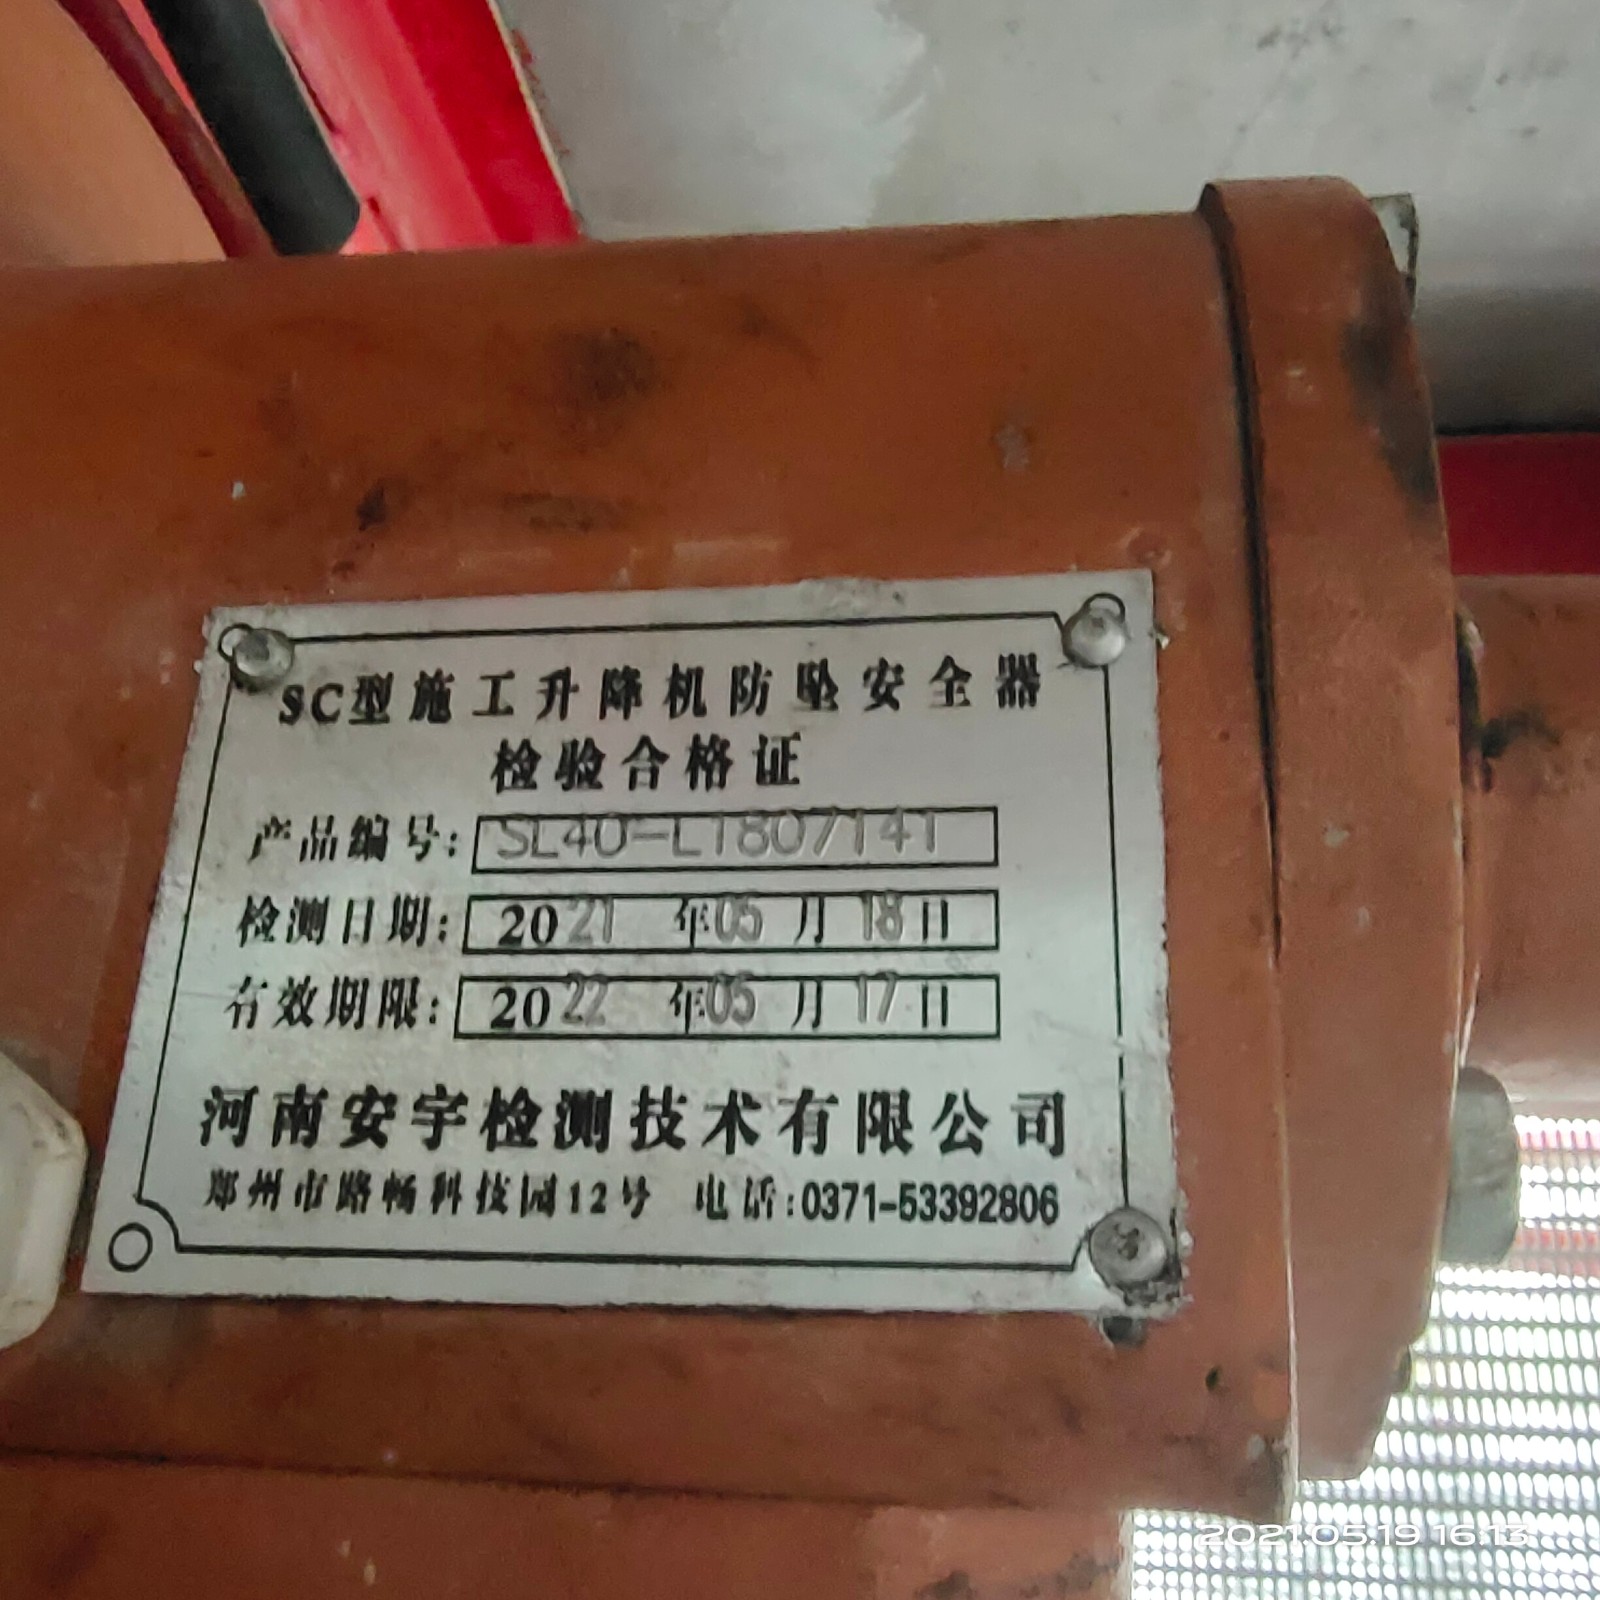 SC型施工升降机防坠安全器
检验合格证
产品编号: SL40-L1807141
检测日期: 2021 年05 月 18日
有效期限: 2022 年05 月 17日
河南安宇检测技术有限公司
郑州市路畅科技园12号 电话:0371-53392806
2021.05.19 16:13